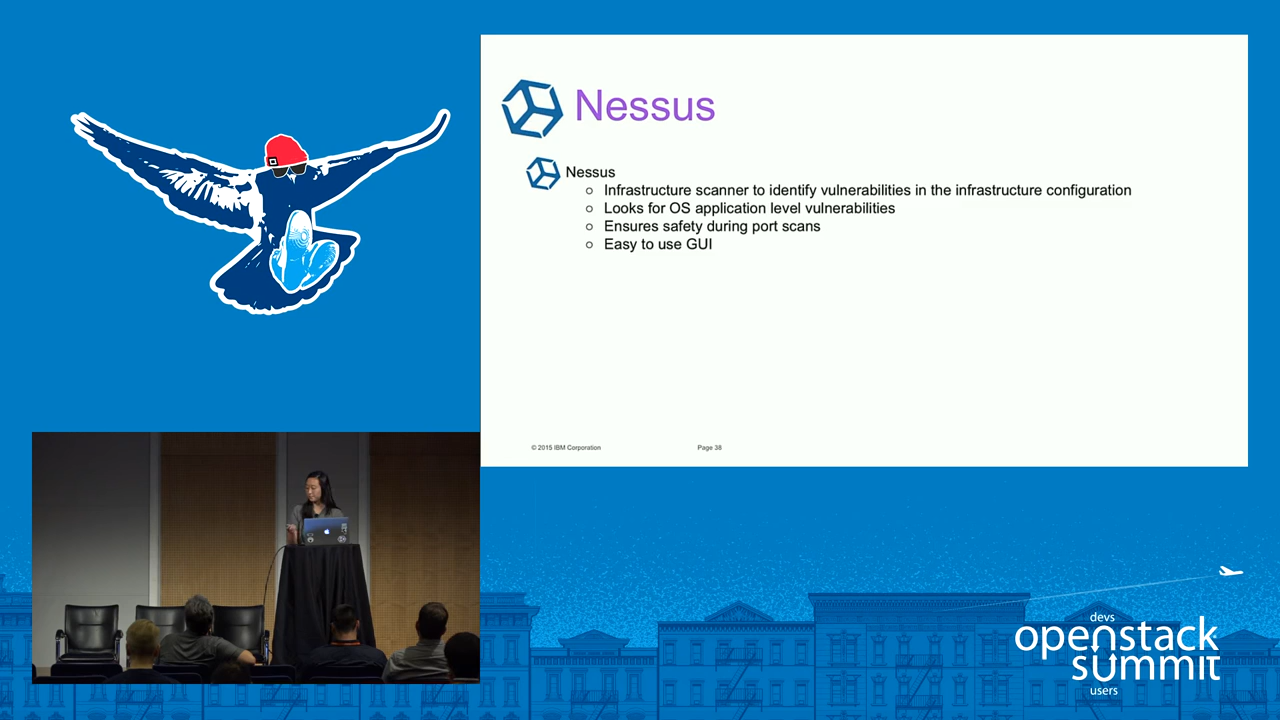 Nessus
Nessus
○ Infrastructure scanner to identify vulnerabilities in the infrastructure configuration
○ Looks for OS application level vulnerabilities
○ Ensures safety during port scans
○ Easy to use GUI
© 2015 IBM Corporation Page 38
devs
openstack
summit
users